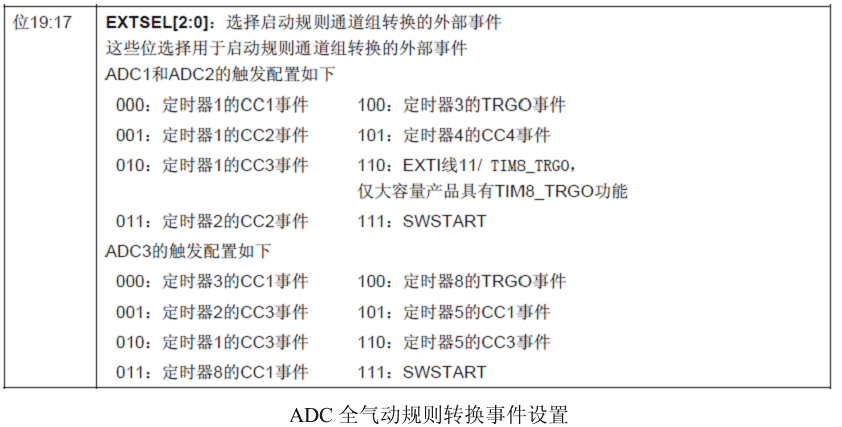 位19:17
EXTSEL[2:0]：选择启动规则通道组转换的外部事件
这些位选择用于启动规则通道组转换的外部事件
ADC1和ADC2的触发配置如下
000：定时器1的CC1事件 100：定时器3的TRGO事件
001：定时器1的CC2事件 101：定时器4的CC4事件
010：定时器1的CC3事件 110：EXTI线11/ TIM8_TRGO，
仅大容量产品具有TIM8_TRGO功能
011：定时器2的CC2事件 111：SWSTART
ADC3的触发配置如下
000：定时器3的CC1事件 100：定时器8的TRGO事件
001：定时器2的CC3事件 101：定时器5的CC1事件
010：定时器1的CC3事件 110：定时器5的CC3事件
011：定时器8的CC1事件 111：SWSTART
ADC 全气动规则转换事件设置